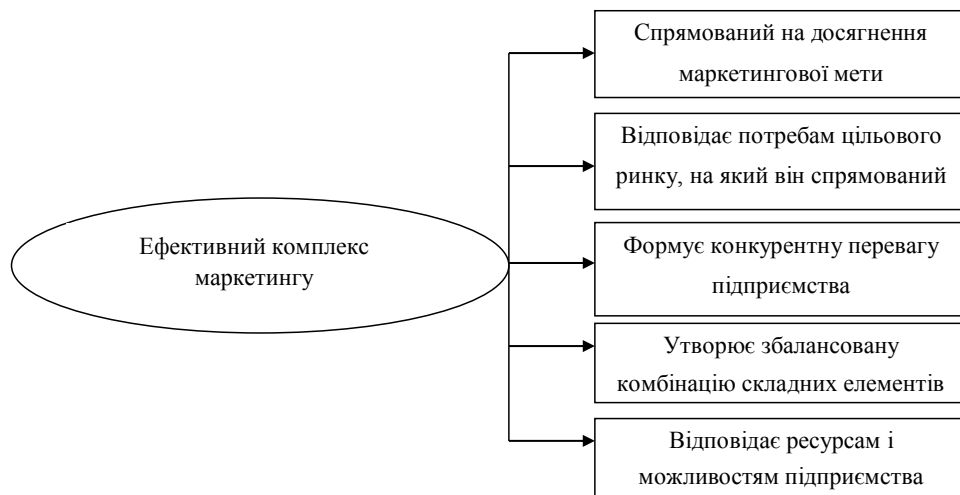 Спрямований на досягнення
маркетингової мети
Відповідає потребам цільового
ринку, на який він спрямований
Ефективний комплекс
маркетингу
Формує конкурентну перевагу
підприємства
Утворює збалансовану
комбінацію складних елементів
Відповідає ресурсам і
можливостям підприємства